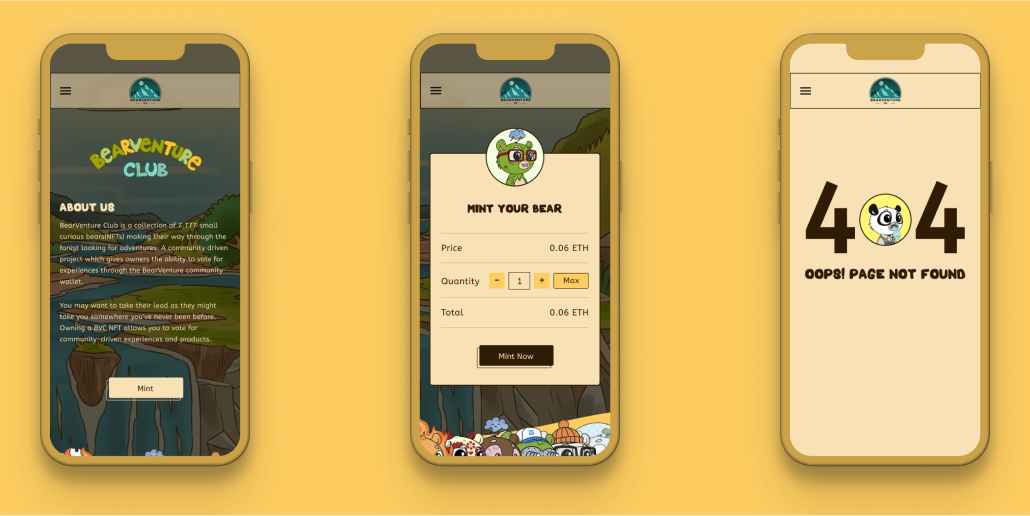 BEARVENTURE
BEARVENTURE
CLUB
ABOUT US
BearVenture Club is a collection of 7,777 small
curious bears(NFTs) making their way through the
forest looking for adventures. A community driven
project which gives owners the ability to vote for
experiences through the BearVenture community
wallet.
You may want to take their lead as they might
take you somewhere you've never been before.
Owning a BVC NFT allows you to vote for
community-driven experiences and products.
Mint
BEARVENTURE
MINT YOUR BEAR
Price 0.06 ETH
Quantity - 1 + Max
Total 0.06 ETH
Mint Now
BEARVENTURE
404
OOPS! PAGE NOT FOUND